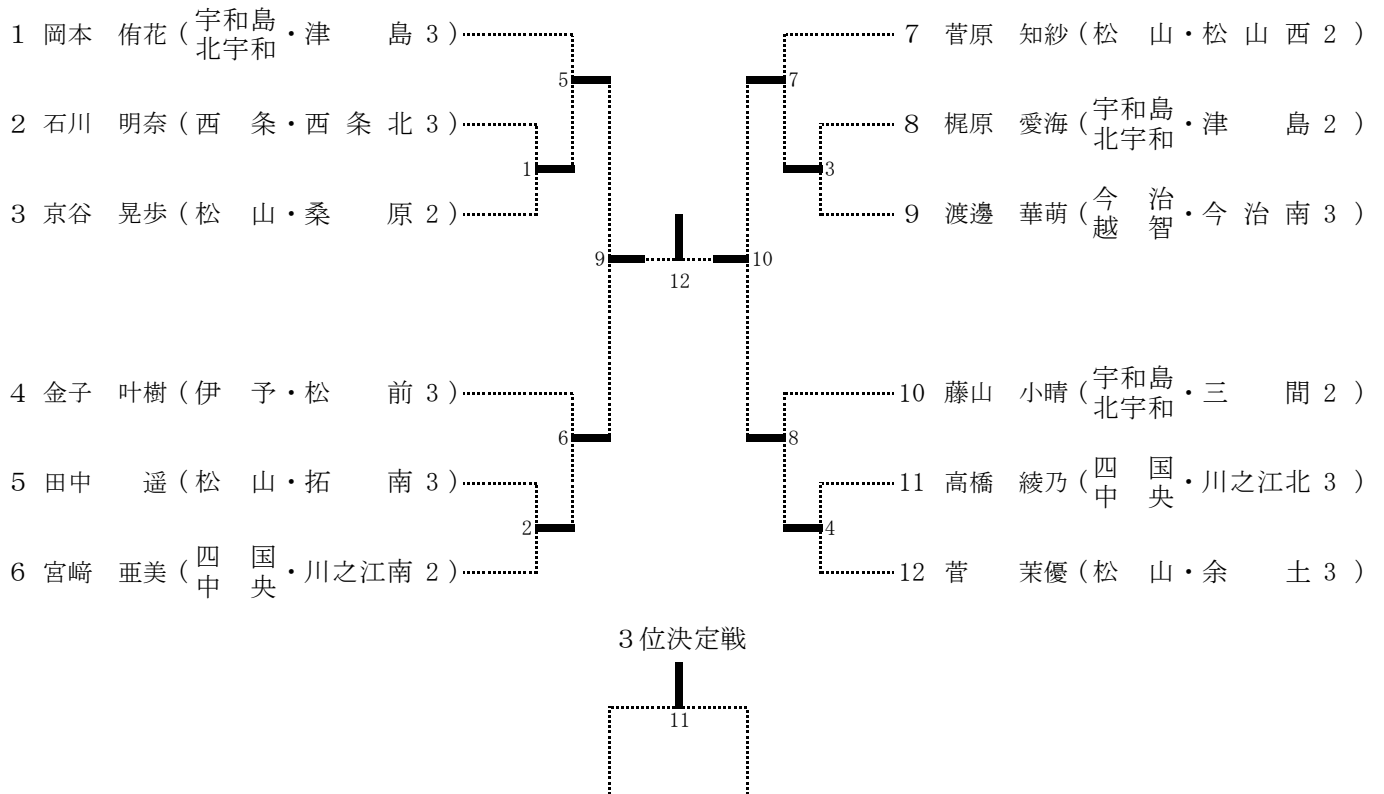 1 岡本 侑花 (宇和島北宇和・津 島 3)
2 石川 明奈 (西 条・西 条 北 3)
3 京谷 晃歩 (松 山・桑 原 2)
4 金子 叶樹 (伊 予・松 前 3)
5 田中 遥 (松 山・拓 南 3)
6 宮﨑 亜美 (四国中央・川之江南 2)
5
1
9
6
2
12
7
3
10
8
4
7 菅原 知紗 (松 山・松 山 西 2)
8 梶原 愛海 (宇和島北宇和・津 島 2)
9 渡邊 華萌 (今治越智・今 治 南 3)
10 藤山 小晴 (宇和島北宇和・三 間 2)
11 高橋 綾乃 (四国中央・川之江北 3)
12 菅 茉優 (松 山・余 土 3)
3位決定戦
11